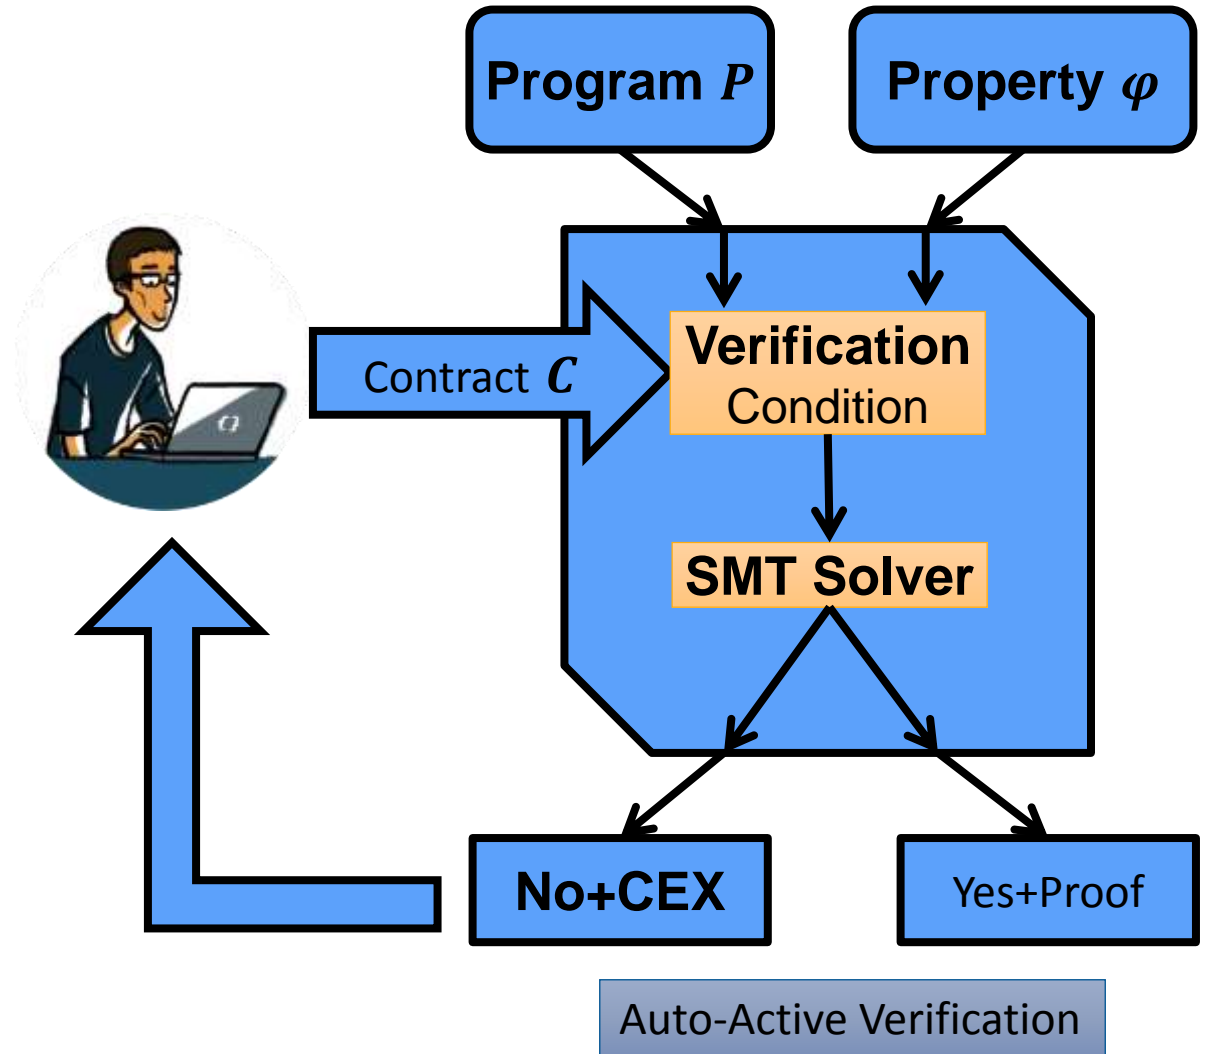 Program P
Property φ
Contract C
Verification
Condition
SMT Solver
No+CEX
Yes+Proof
Auto-Active Verification